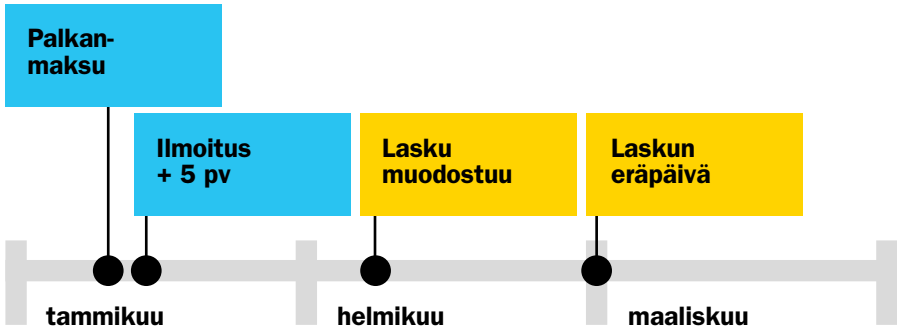 Palkan-
maksu
Ilmoitus
+ 5 pv
Lasku
muodostuu
Laskun
eräpäivä
tammikuu
helmikuu
maaliskuu